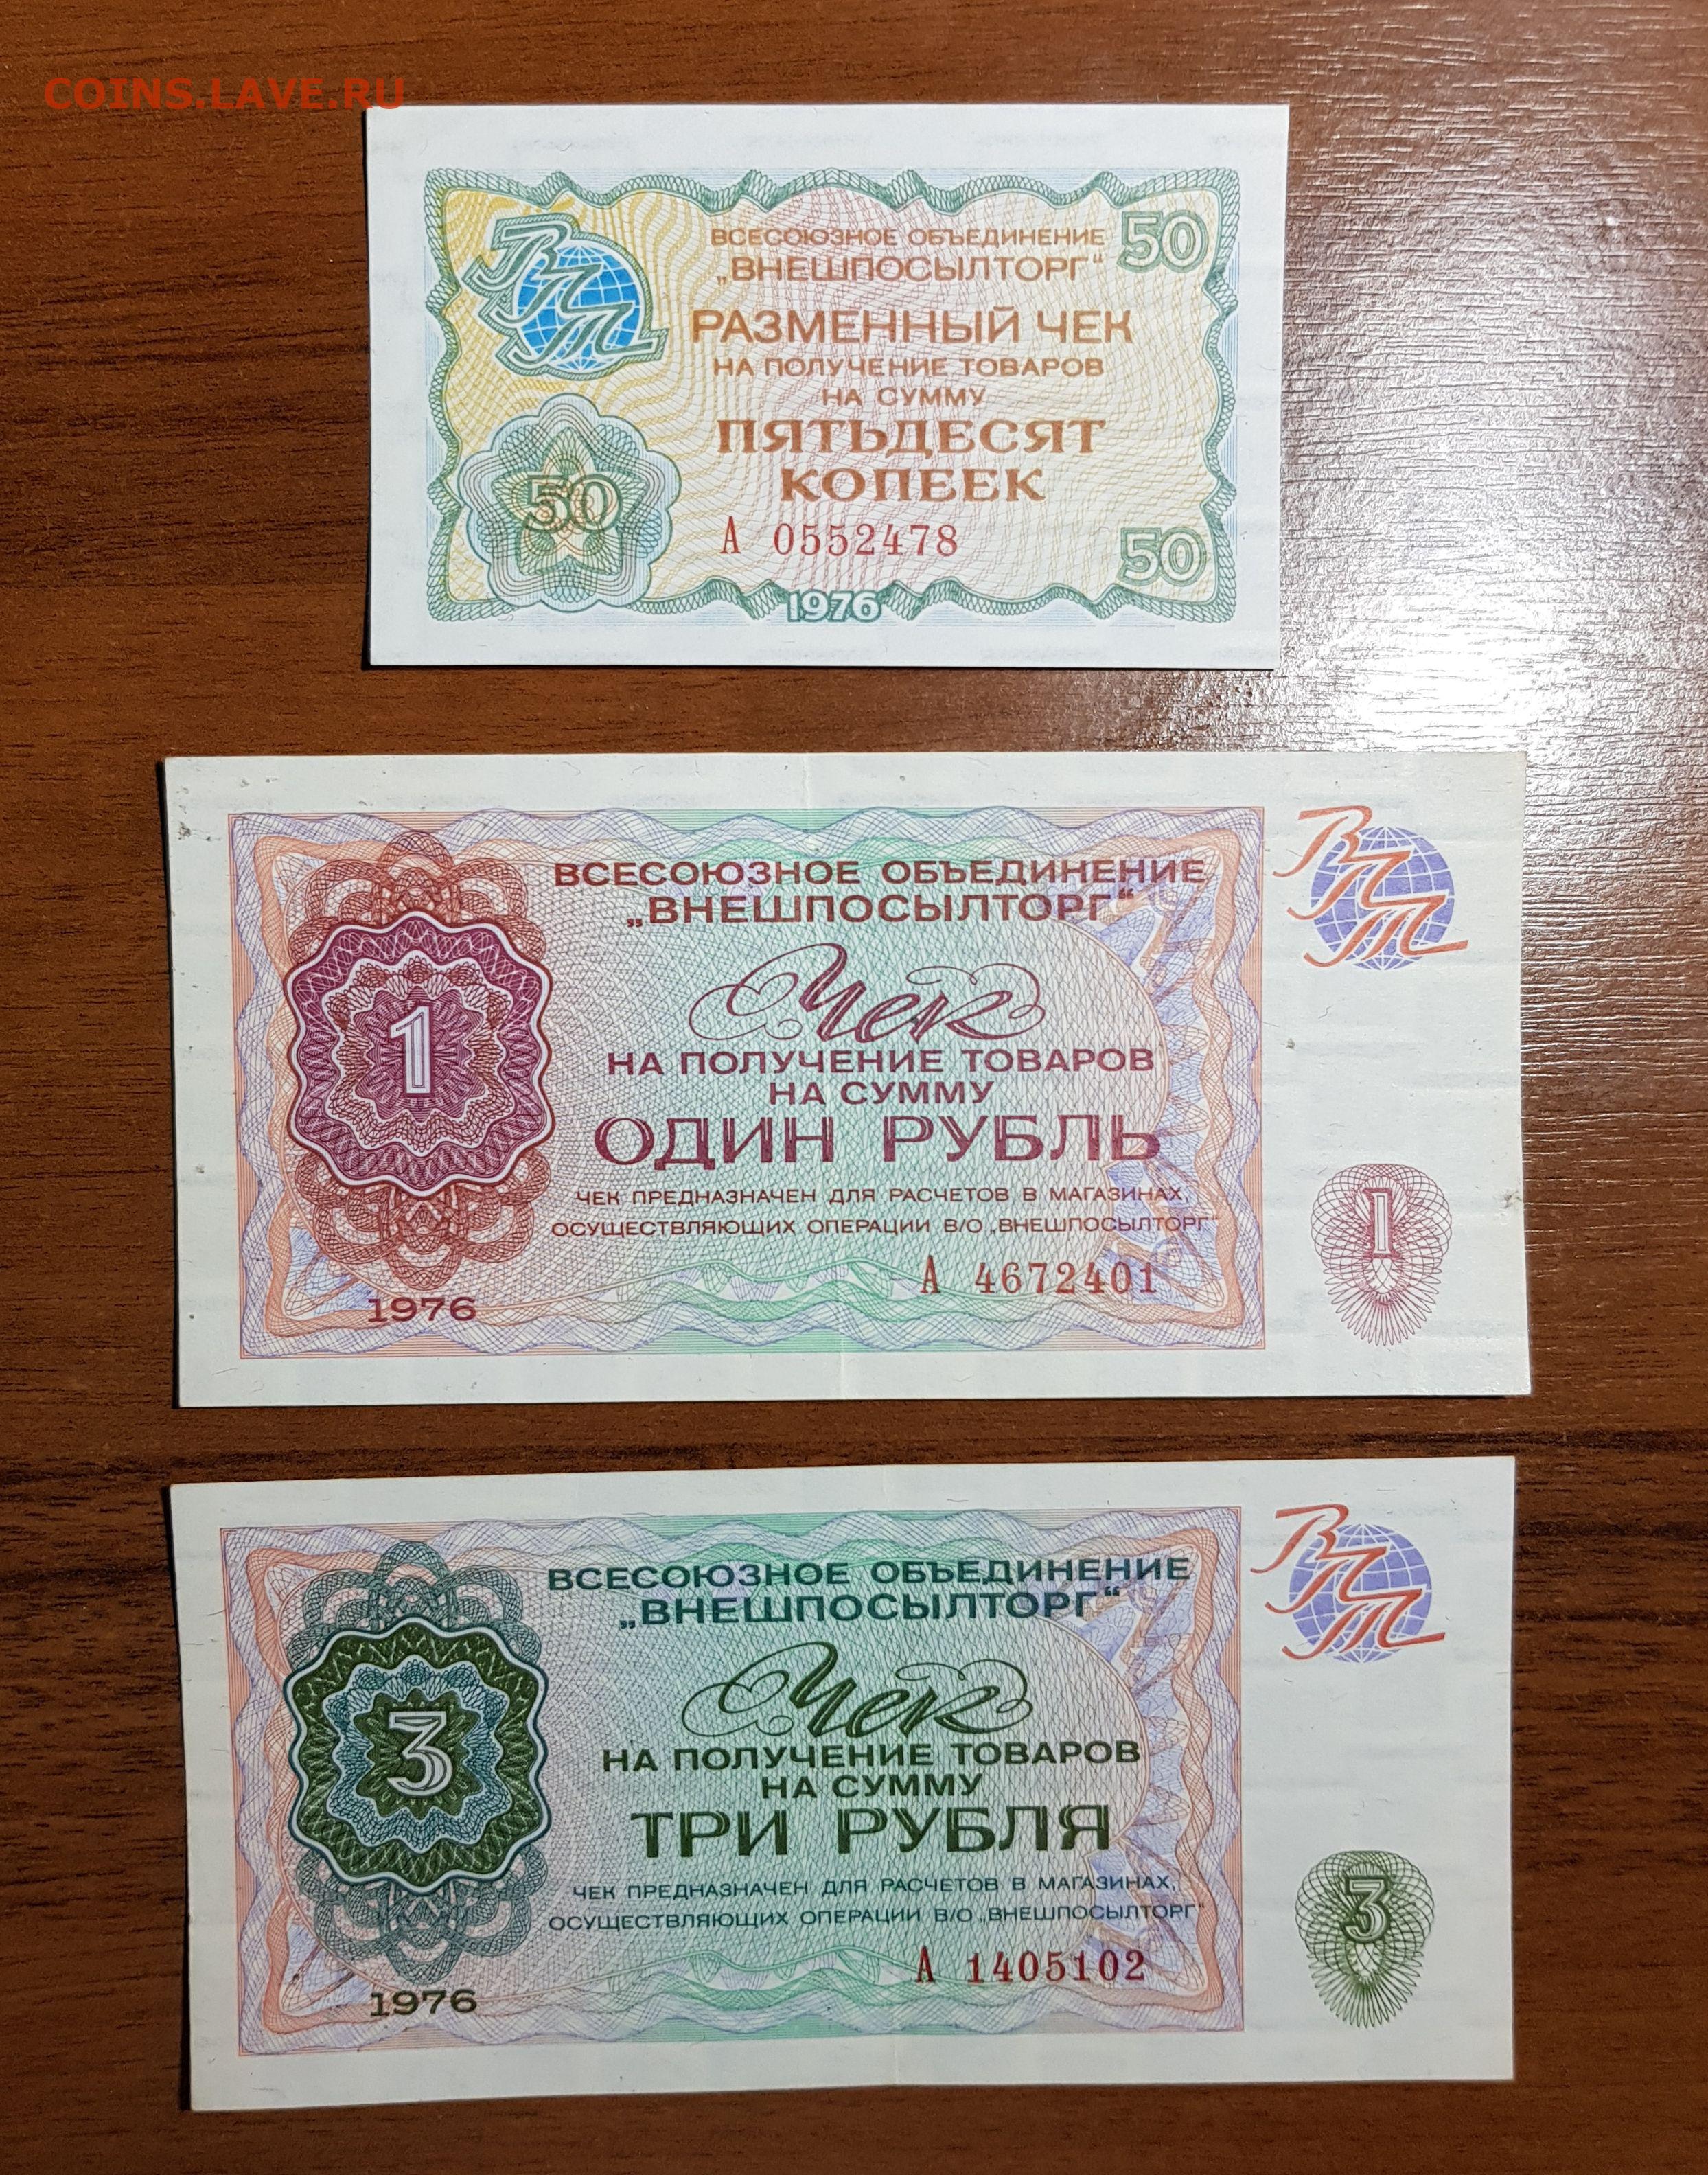 COINS.LAVE.RU
ВПТ
ВСЕСОЮЗНОЕ ОБЪЕДИНЕНИЕ
„ВНЕШПОСЫЛТОРГ“
50
РАЗМЕННЫЙ ЧЕК
НА ПОЛУЧЕНИЕ ТОВАРОВ
НА СУММУ
ПЯТЬДЕСЯТ
КОПЕЕК
50
А 0552478
50
1976
ВСЕСОЮЗНОЕ ОБЪЕДИНЕНИЕ
„ВНЕШПОСЫЛТОРГ“
ВПТ
Чек
1
НА ПОЛУЧЕНИЕ ТОВАРОВ
НА СУММУ
ОДИН РУБЛЬ
ЧЕК ПРЕДНАЗНАЧЕН ДЛЯ РАСЧЕТОВ В МАГАЗИНАХ,
ОСУЩЕСТВЛЯЮЩИХ ОПЕРАЦИИ В/О „ВНЕШПОСЫЛТОРГ“
1
А 4672401
1976
ВСЕСОЮЗНОЕ ОБЪЕДИНЕНИЕ
„ВНЕШПОСЫЛТОРГ“
ВПТ
Чек
3
НА ПОЛУЧЕНИЕ ТОВАРОВ
НА СУММУ
ТРИ РУБЛЯ
ЧЕК ПРЕДНАЗНАЧЕН ДЛЯ РАСЧЕТОВ В МАГАЗИНАХ,
ОСУЩЕСТВЛЯЮЩИХ ОПЕРАЦИИ В/О „ВНЕШПОСЫЛТОРГ“
3
А 1405102
1976